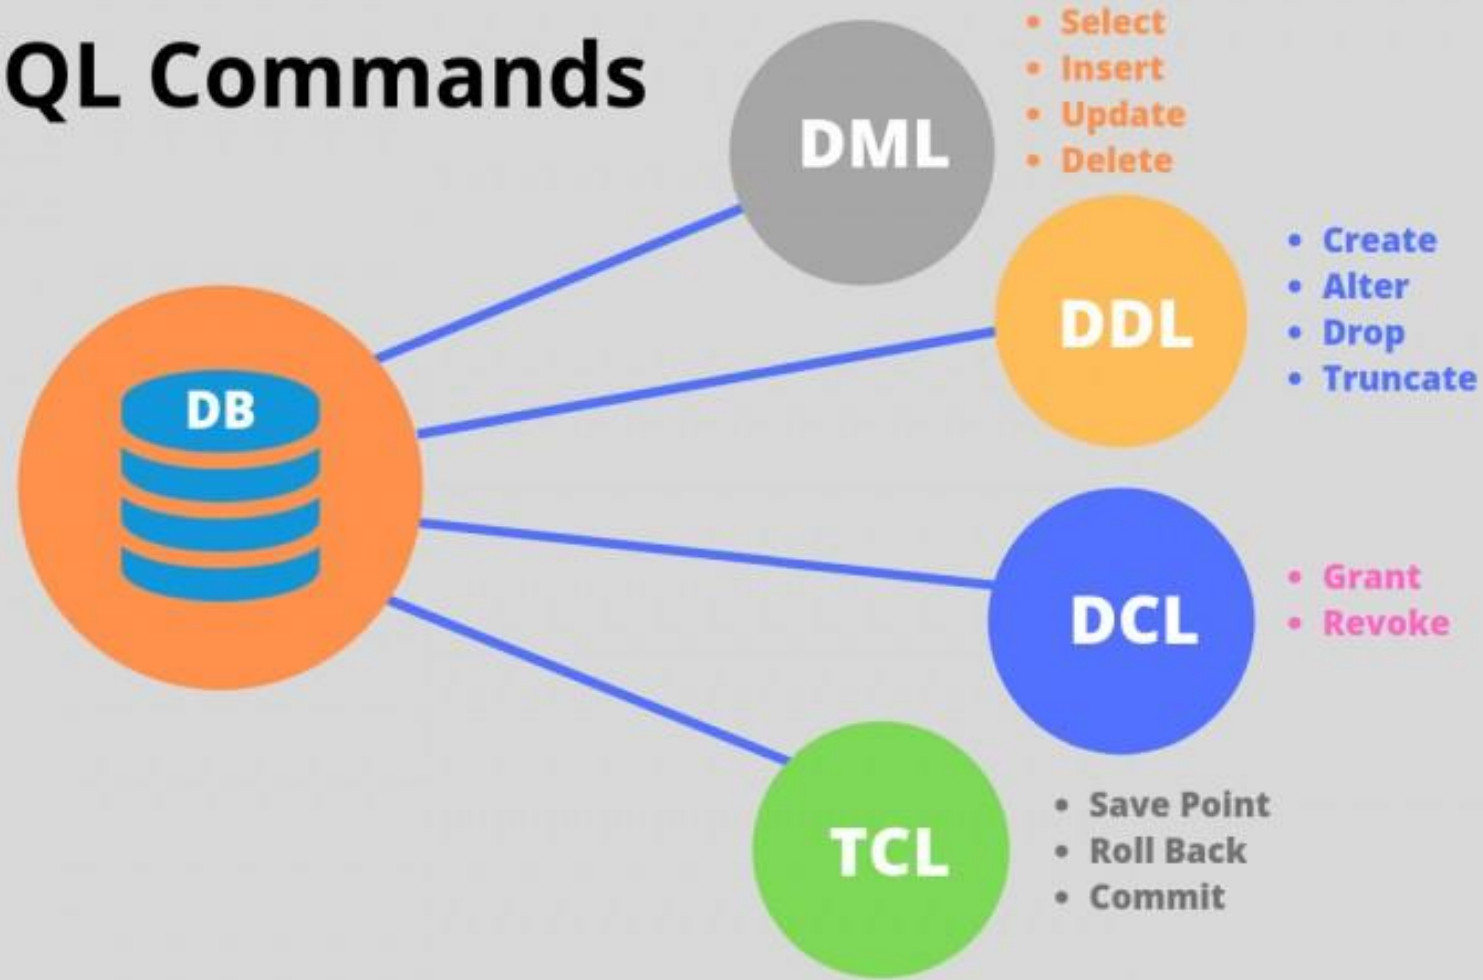 QL Commands
DML
Select
Insert
Update
Delete
DDL
Create
Alter
Drop
Truncate
DB
DCL
Grant
Revoke
TCL
Save Point
Roll Back
Commit